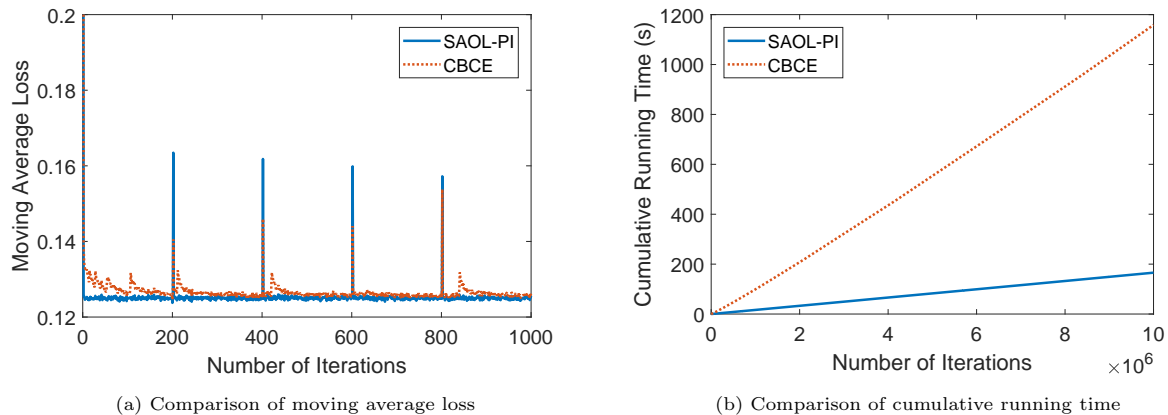 0.2
0.18
0.16
0.14
0.12
Moving Average Loss
SAOL-PI
CBCE
0 200 400 600 800 1000
Number of Iterations
(a) Comparison of moving average loss
1200
1000
800
600
400
200
0
Cumulative Running Time (s)
SAOL-PI
CBCE
0 2 4 6 8 10
Number of Iterations
×10^6
(b) Comparison of cumulative running time